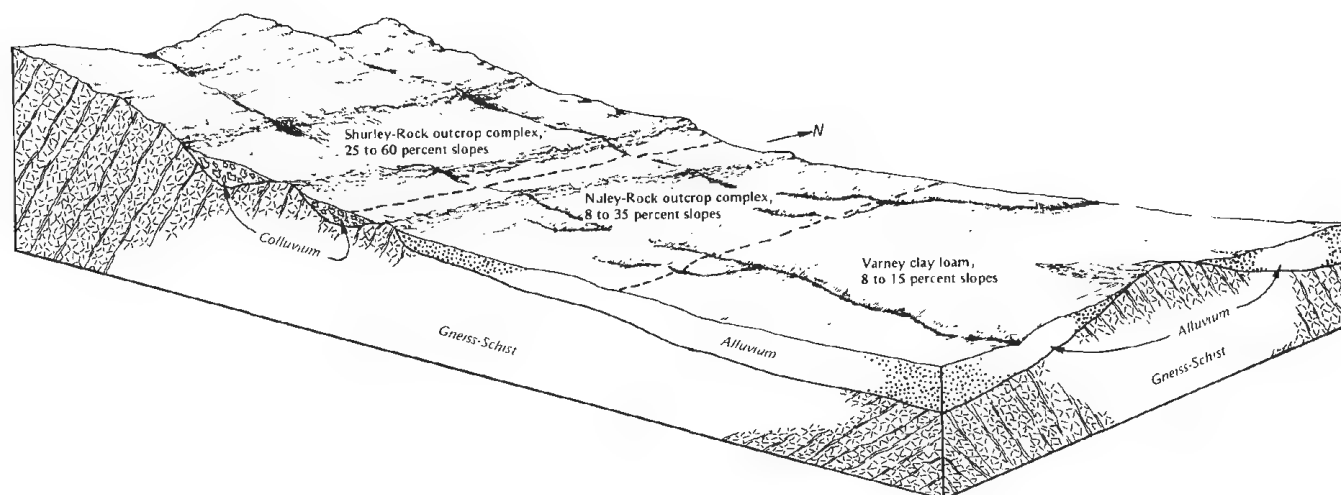 Shurley-Rock outcrop complex,
25 to 60 percent slopes
N
Naley-Rock outcrop complex,
8 to 35 percent slopes
Colluvium
Varney clay loam,
8 to 15 percent slopes
Gneiss-Schist
Alluvium
Alluvium
Gneiss-Schist